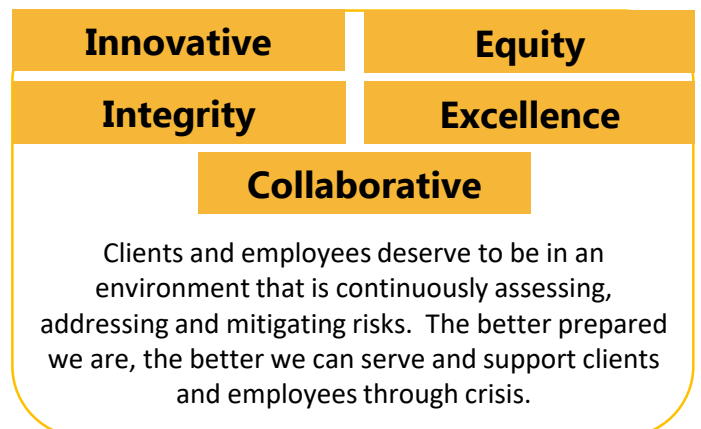 Innovative
Equity
Integrity
Excellence
Collaborative
Clients and employees deserve to be in an
environment that is continuously assessing,
addressing and mitigating risks.  The better prepared
we are, the better we can serve and support clients
and employees through crisis.